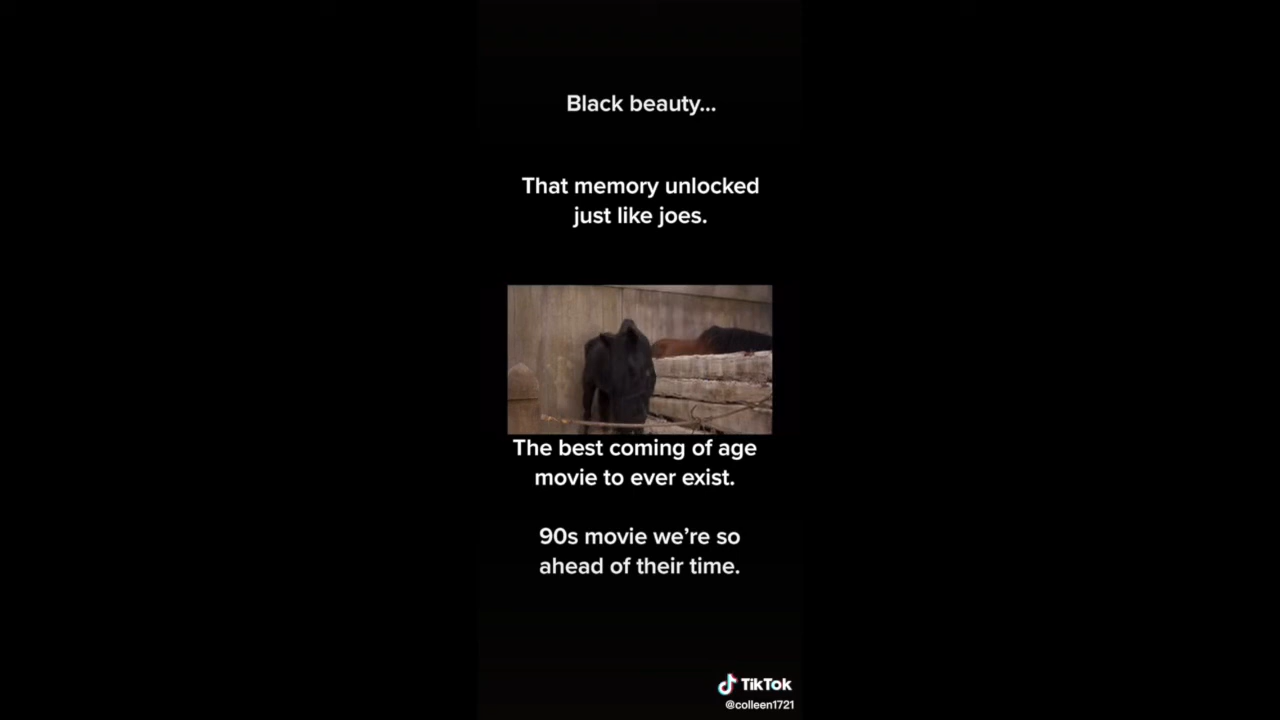 Black beauty...
That memory unlocked
just like joes.
The best coming of age
movie to ever exist.
90s movie we’re so
ahead of their time.
TikTok
@colleen1721